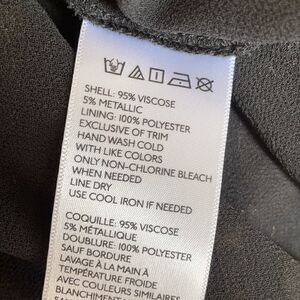 SHELL: 95% VISCOSE
5% METALLIC
LINING: 100% POLYESTER
EXCLUSIVE OF TRIM
HAND WASH COLD
WITH LIKE COLORS
ONLY NON-CHLORINE BLEACH
WHEN NEEDED
LINE DRY
USE COOL IRON IF NEEDED
COQUILLE: 95% VISCOSE
5% MÉTALLIQUE
DOUBLURE: 100% POLYESTER
SAUF BORDURE
LAVAGE À LA MAIN À
TEMPÉRATURE FROIDE
AVEC COULEURS SIMILAIRES
BLANCHIMENT